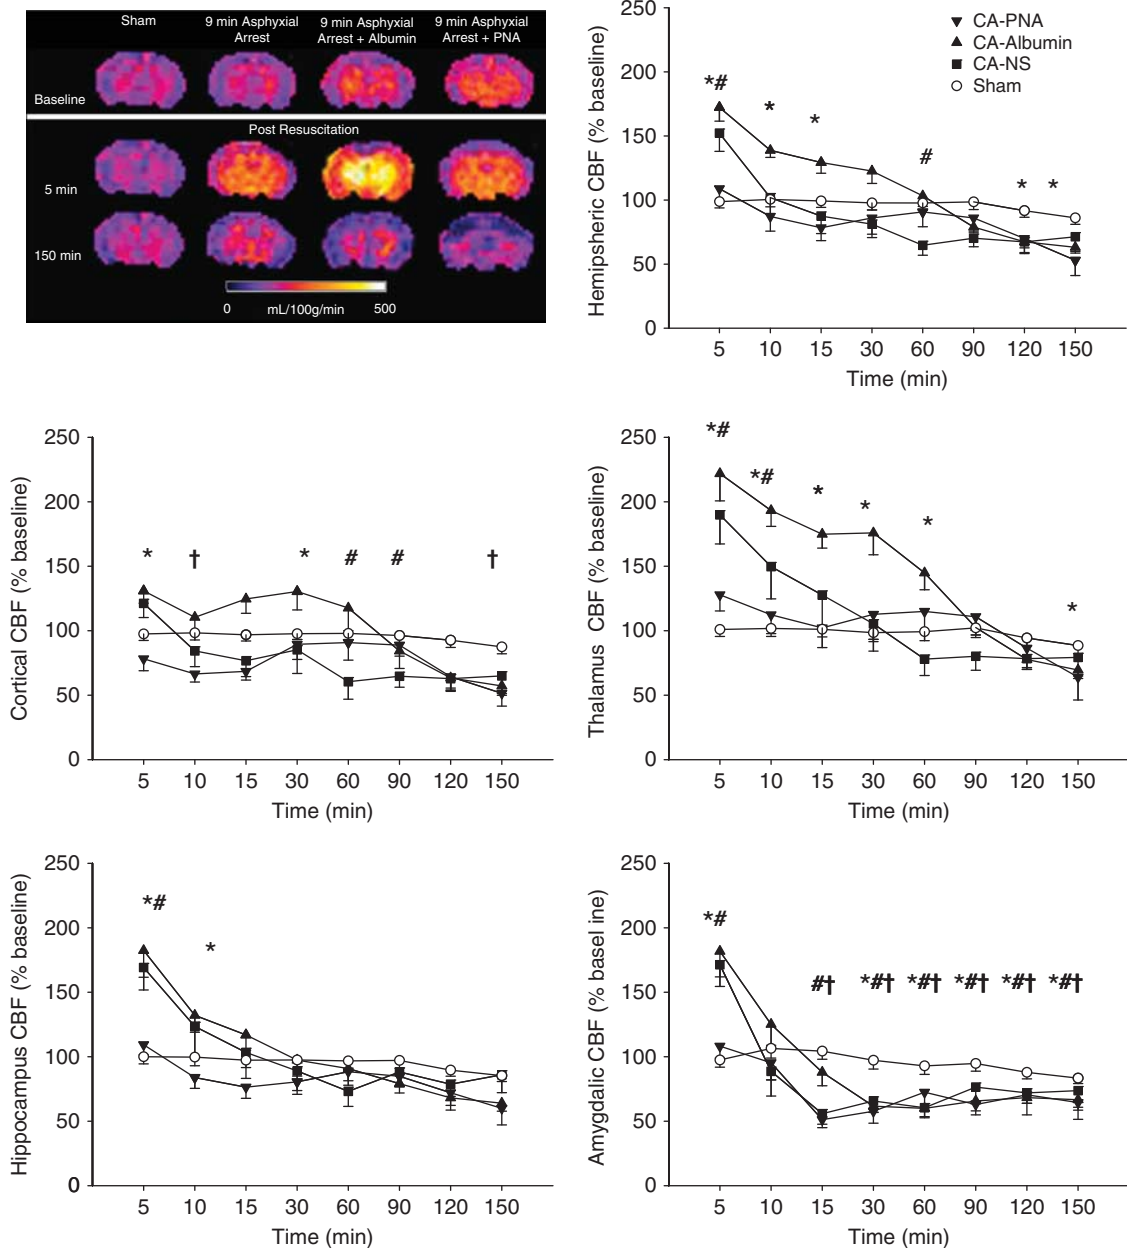 Sham
9 min Asphyxial
Arrest
9 min Asphyxial
Arrest + Albumin
9 min Asphyxial
Arrest + PNA
Baseline
Post Resuscitation
5 min
150 min
0 mL/100g/min 500
Hemispheric CBF (% baseline)
250
200
150
100
50
0
CA-PNA
CA-Albumin
CA-NS
Sham
*#
*
*
#
*
*
5 10 15 30 60 90 120 150
Time (min)
Cortical CBF (% baseline)
250
200
150
100
50
0
*
†
*
#
#
†
5 10 15 30 60 90 120 150
Time (min)
Thalamus CBF (% baseline)
250
200
150
100
50
0
*#
*#
*
*
*
*
5 10 15 30 60 90 120 150
Time (min)
Hippocampus CBF (% baseline)
250
200
150
100
50
0
*#
*
5 10 15 30 60 90 120 150
Time (min)
Amygdalic CBF (% basel ine)
250
200
150
100
50
0
*#
#† *#† *#† *#† *#† *#†
5 10 15 30 60 90 120 150
Time (min)